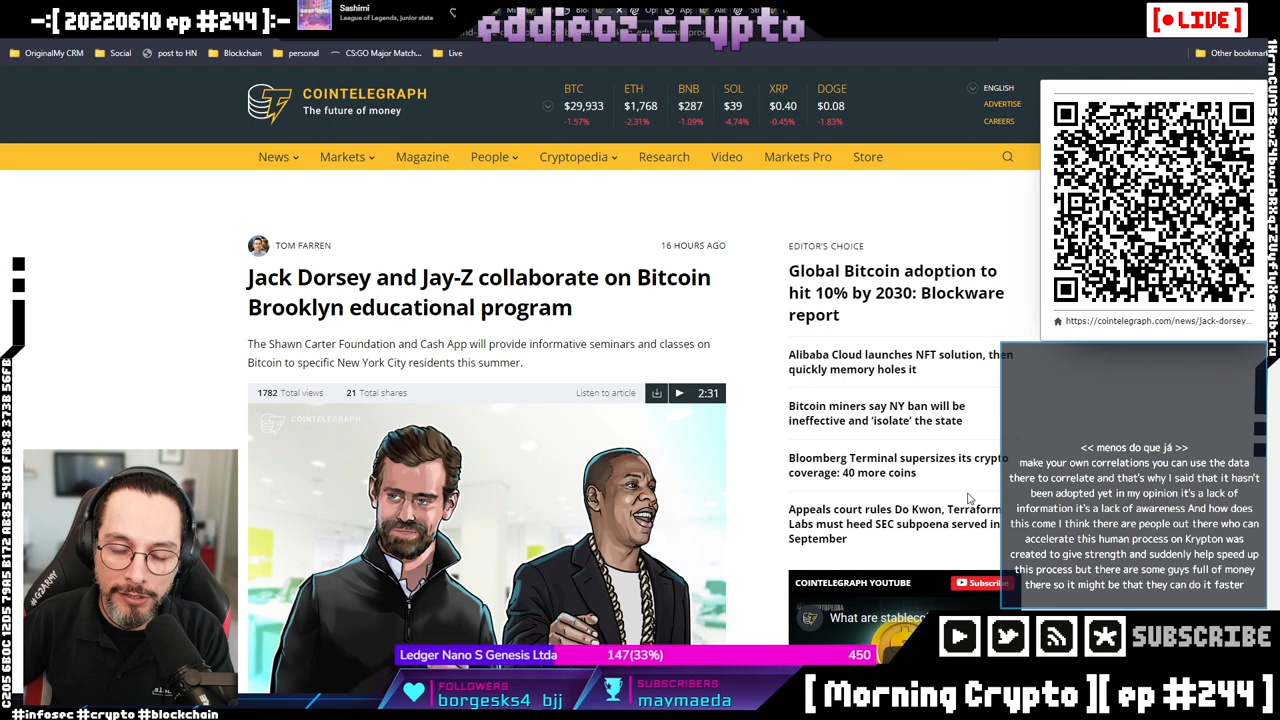 -:[ 20220610 ep #244 ]:-
Sashimi
League of Legends, junior state
eddieoz.crypto
[ LIVE ]
OriginalMy CRM
Social
post to HN
Blockchain
personal
CS:GO Major Match...
Live
Other bookmar
COINTELEGRAPH
The future of money
BTC ETH BNB SOL XRP DOGE
$29,933 $1,768 $287 $39 $0.40 $0.08
-1.57% -2.31% -1.09% -4.74% -0.45% -1.83%
ENGLISH
ADVERTISE
CAREERS
News Markets Magazine People Cryptopedia Research Video Markets Pro Store
TOM FARREN
16 HOURS AGO
Jack Dorsey and Jay-Z collaborate on Bitcoin
Brooklyn educational program
The Shawn Carter Foundation and Cash App will provide informative seminars and classes on
Bitcoin to specific New York City residents this summer.
1782 Total views 21 Total shares Listen to article 2:31
COINTELEGRAPH
EDITOR'S CHOICE
Global Bitcoin adoption to
hit 10% by 2030: Blockware
report
Alibaba Cloud launches NFT solution, then
quickly memory holes it
Bitcoin miners say NY ban will be
ineffective and 'isolate' the state
Bloomberg Terminal supersizes its crypto
coverage: 40 more coins
Appeals court rules Do Kwon, Terraform
Labs must heed SEC subpoena served in
September
COINTELEGRAPH YOUTUBE
Subscribe
What are stableco
https://cointelegraph.com/news/jack-dorsey...
<< menos do que já >>
make your own correlations you can use the data
there to correlate and that's why I said that it hasn't
been adopted yet in my opinion it's a lack of
information it's a lack of awareness And how does
this come I think there are people out there who can
accelerate this human process on Krypton was
created to give strength and suddenly help speed up
this process but there are some guys full of money
there so it might be that they can do it faster
SUBSCRIBE
Ledger Nano S Genesis Ltda 147(33%) 450
FOLLOWERS
borgesks4_bjj
SUBSCRIBERS
maymaeda
[ Morning Crypto ][ ep #244 ]
#infosec #crypto #blockchain